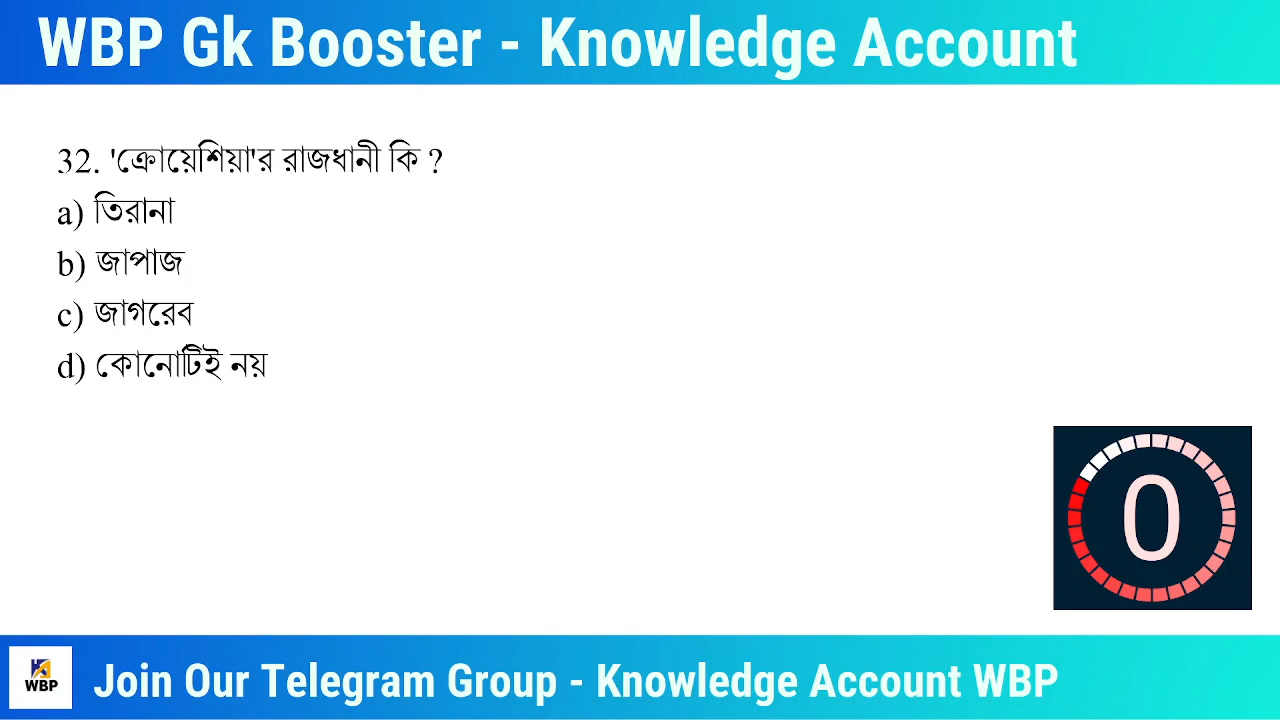 WBP Gk Booster - Knowledge Account
32. 'ক্রোয়েশিয়া'র রাজধানী কি ?
a) তিরানা
b) জাপাজ
c) জাগরেব
d) কোনোটিই নয়
0
WBP
Join Our Telegram Group - Knowledge Account WBP